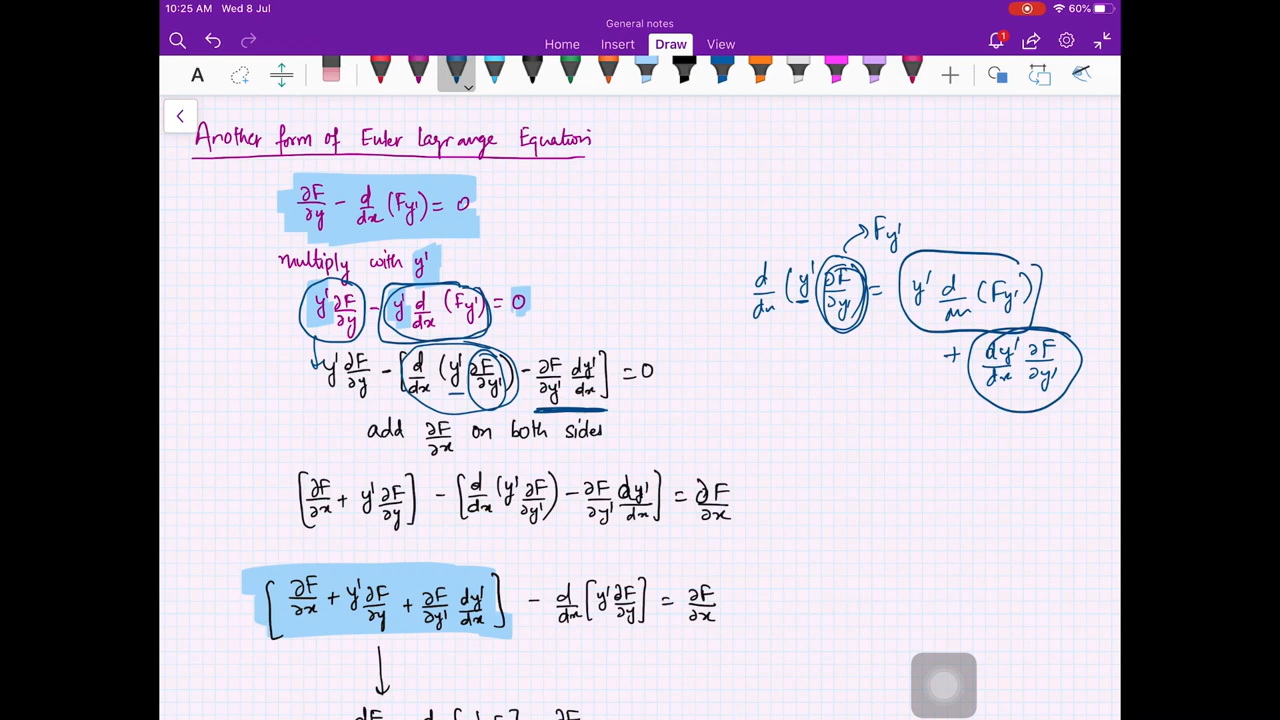 10:25 AM Wed 8 Jul
60%
General notes
Home Insert Draw View
1
A
Another form of Euler Lagrange Equation
∂F/∂y - d/dx (Fy') = 0
multiply with y'
y' ∂F/∂y - y' d/dx (Fy') = 0
y' ∂F/∂y - [d/dx (y' ∂F/∂y') - ∂F/∂y' dy'/dx] = 0
add ∂F/∂x on both sides
[∂F/∂x + y' ∂F/∂y] - [d/dx (y' ∂F/∂y') - ∂F/∂y' dy'/dx] = ∂F/∂x
[∂F/∂x + y' ∂F/∂y + ∂F/∂y' dy'/dx] - d/dx [y' ∂F/∂y] = ∂F/∂x
Fy'
d/dx (y' ∂F/∂y') = y' d/dx (Fy')
+ dy'/dx ∂F/∂y'